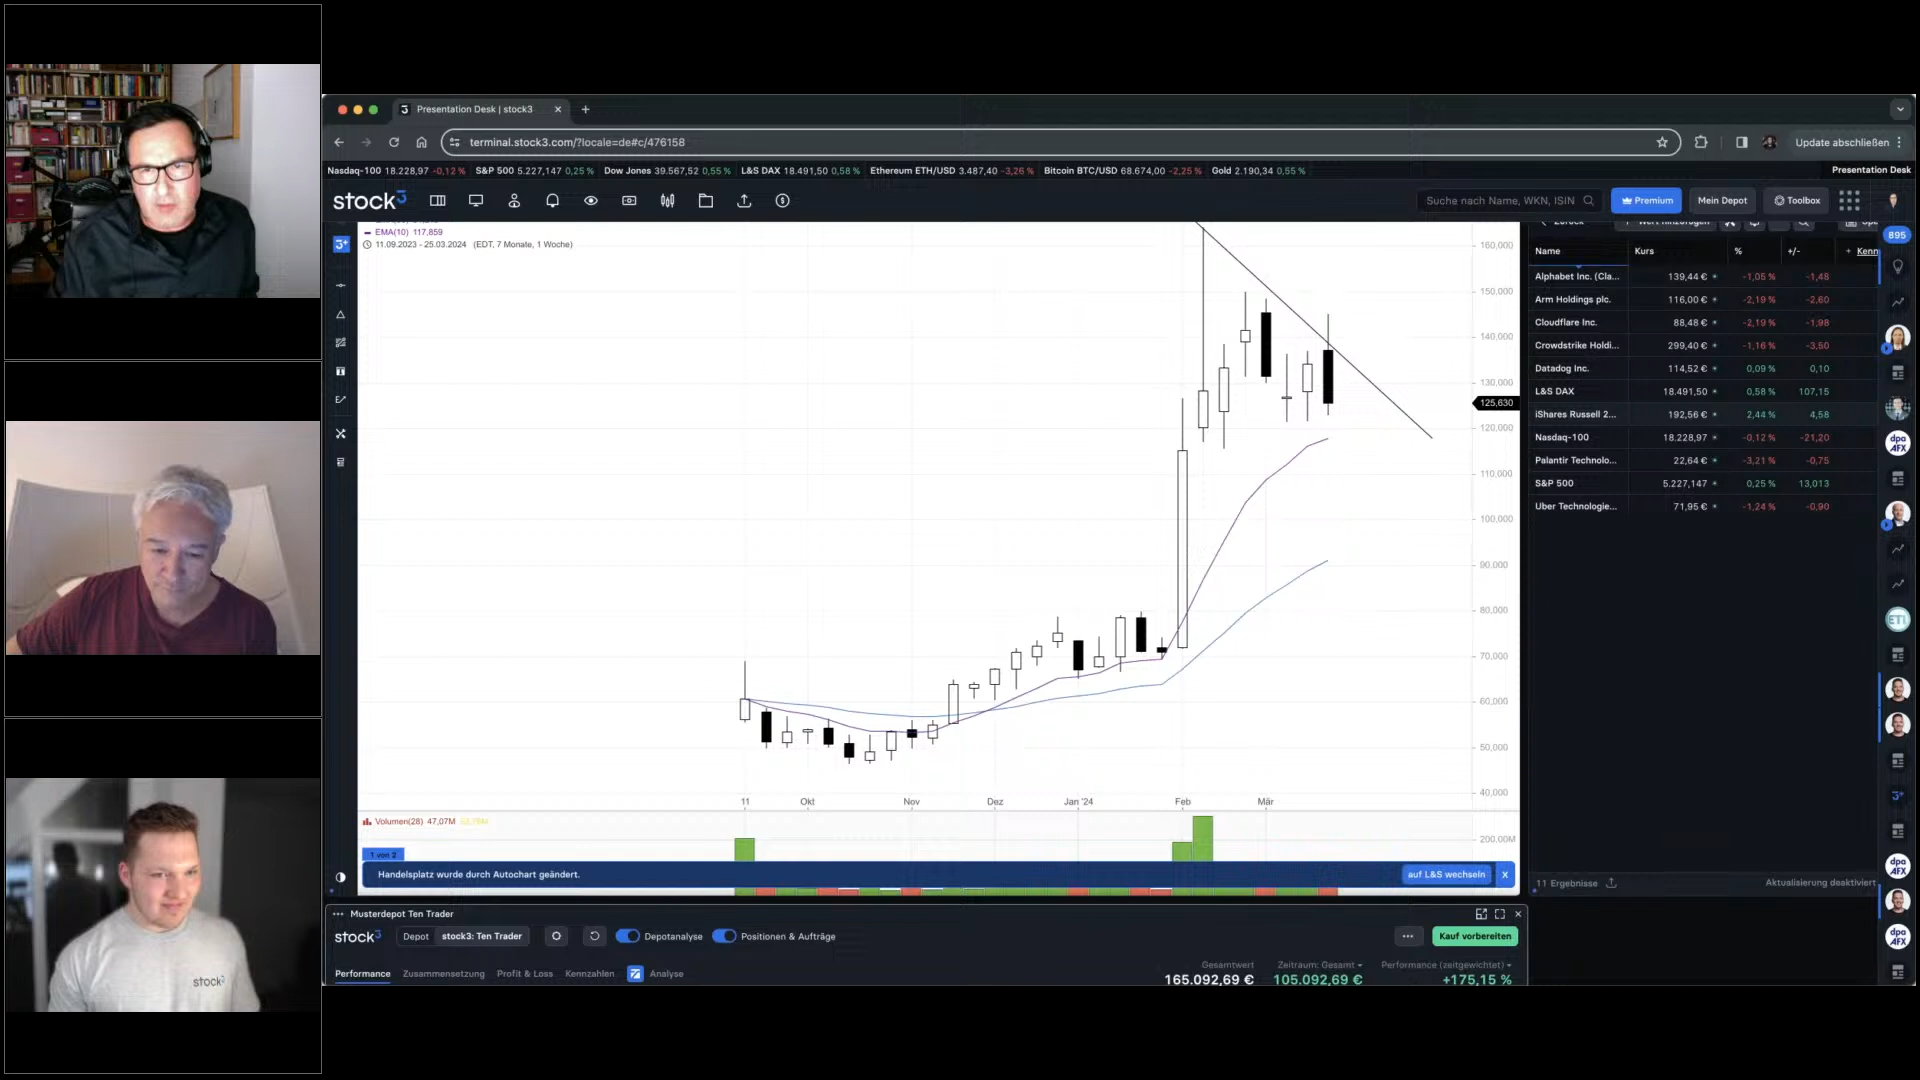 Presentation Desk | stock3
terminal.stock3.com/?locale=de#c/476158
Update abschließen
Nasdaq-100 18.228,97 -0,12 % S&P 500 5.227,147 0,25 % Dow Jones 39.567,52 0,55 % L&S DAX 18.491,50 0,58 % Ethereum ETH/USD 3.487,40 -3,26 % Bitcoin BTC/USD 68.674,00 -2,25 % Gold 2.190,34 0,55 %
Presentation Desk
stock3
Suche nach Name, WKN, ISIN
Premium
Mein Depot
Toolbox
EMA(10) 117,859
11.09.2023 - 25.03.2024 (EDT, 7 Monate, 1 Woche)
160,000
150,000
140,000
130,000
125,630
120,000
110,000
100,000
90,000
80,000
70,000
60,000
50,000
40,000
11 Okt Nov Dez Jan '24 Feb Mär
Volumen(28) 47,07M
200,00M
1 von 2
Handelsplatz wurde durch Autochart geändert.
auf L&S wechseln X
Name Kurs % +/- + Kenn
895
Alphabet Inc. (Cla... 139,44 € -1,05 % -1,48
Arm Holdings plc. 116,00 € -2,19 % -2,60
Cloudflare Inc. 88,48 € -2,19 % -1,98
Crowdstrike Holdi... 299,40 € -1,16 % -3,50
Datadog Inc. 114,52 € 0,09 % 0,10
L&S DAX 18.491,50 0,58 % 107,15
iShares Russell 2... 192,56 € 2,44 % 4,58
Nasdaq-100 18.228,97 -0,12 % -21,20
Palantir Technolo... 22,64 € -3,21 % -0,75
S&P 500 5.227,147 0,25 % 13,013
Uber Technologie... 71,95 € -1,24 % -0,90
dpa
AFX
ETI
3+
dpa
AFX
dpa
AFX
11 Ergebnisse
Aktualisierung deaktiviert
Musterdepot Ten Trader
stock3
Depot stock3: Ten Trader
Depotanalyse
Positionen & Aufträge
Kauf vorbereiten
Performance Zusammensetzung Profit & Loss Kennzahlen Analyse
Gesamtwert Zeitraum: Gesamt Performance (zeitgewichtet)
165.092,69 € 105.092,69 € +175,15 %
stock3